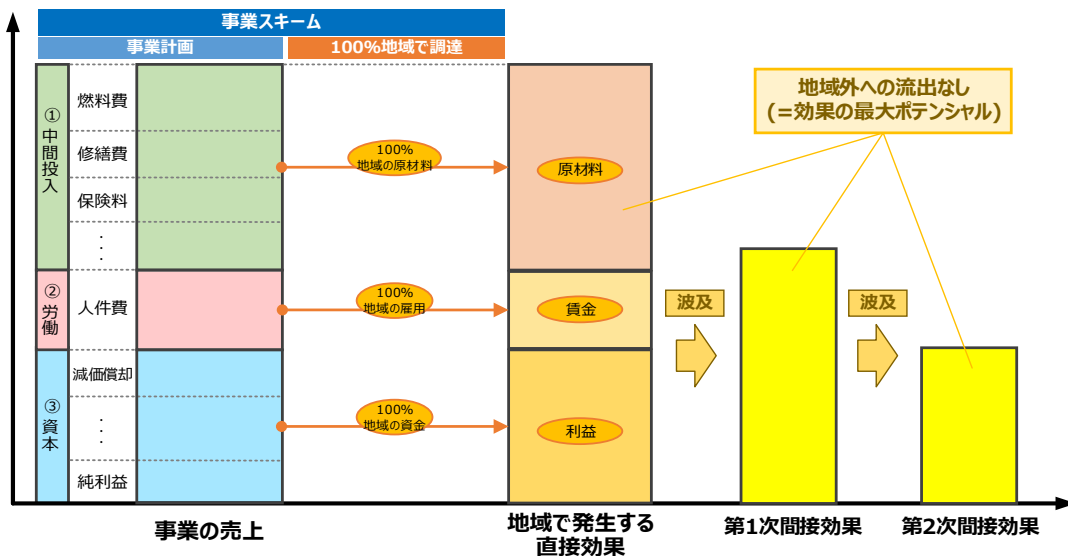 事業スキーム
事業計画
100%地域で調達
①中間投入
燃料費
修繕費
保険料
・・・
②労働
人件費
③資本
減価償却
・・・
純利益
100%
地域の原材料
100%
地域の雇用
100%
地域の資金
原材料
賃金
利益
地域外への流出なし
(=効果の最大ポテンシャル)
波及
波及
事業の売上
地域で発生する
直接効果
第1次間接効果
第2次間接効果